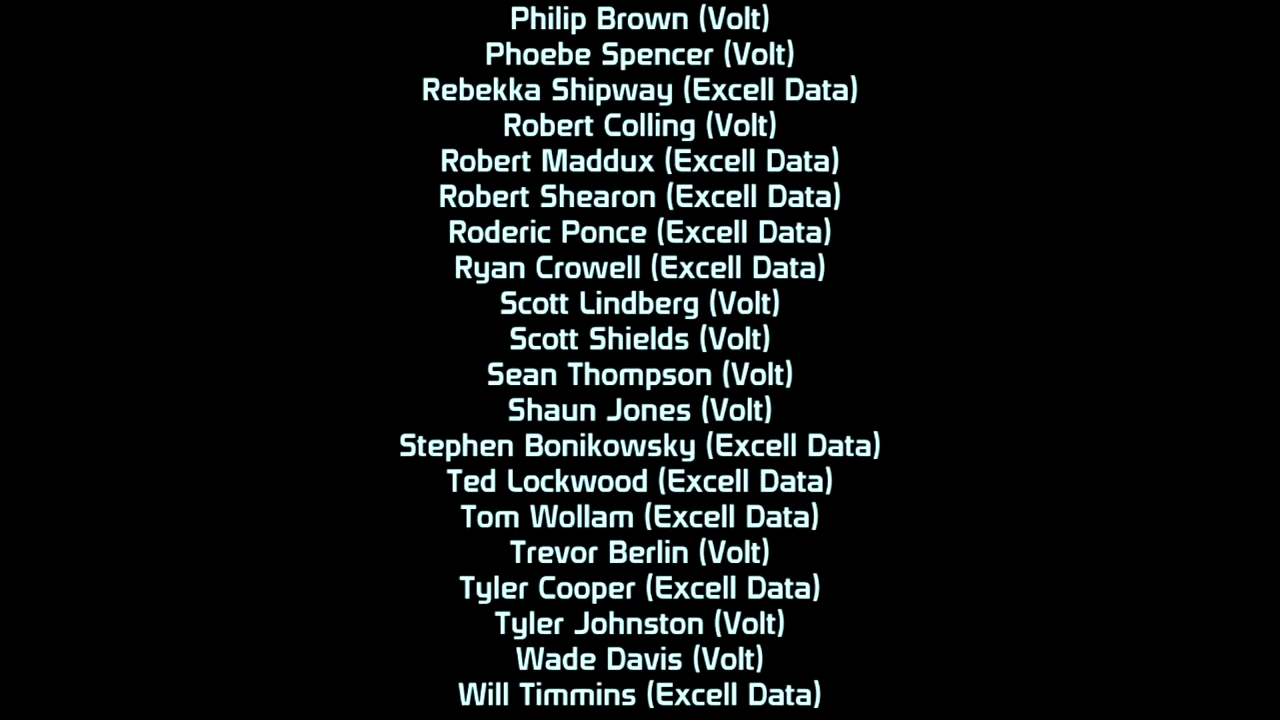 Philip Brown (Volt)
Phoebe Spencer (Volt)
Rebekka Shipway (Excell Data)
Robert Colling (Volt)
Robert Maddux (Excell Data)
Robert Shearon (Excell Data)
Roderic Ponce (Excell Data)
Ryan Crowell (Excell Data)
Scott Lindberg (Volt)
Scott Shields (Volt)
Sean Thompson (Volt)
Shaun Jones (Volt)
Stephen Bonikowsky (Excell Data)
Ted Lockwood (Excell Data)
Tom Wollam (Excell Data)
Trevor Berlin (Volt)
Tyler Cooper (Excell Data)
Tyler Johnston (Volt)
Wade Davis (Volt)
Will Timmins (Excell Data)